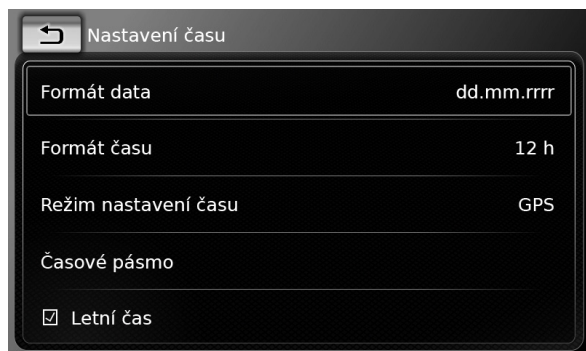 Nastavení času
Formát data dd.mm.rrrr
Formát času 12 h
Režim nastavení času GPS
Časové pásmo
Letní čas